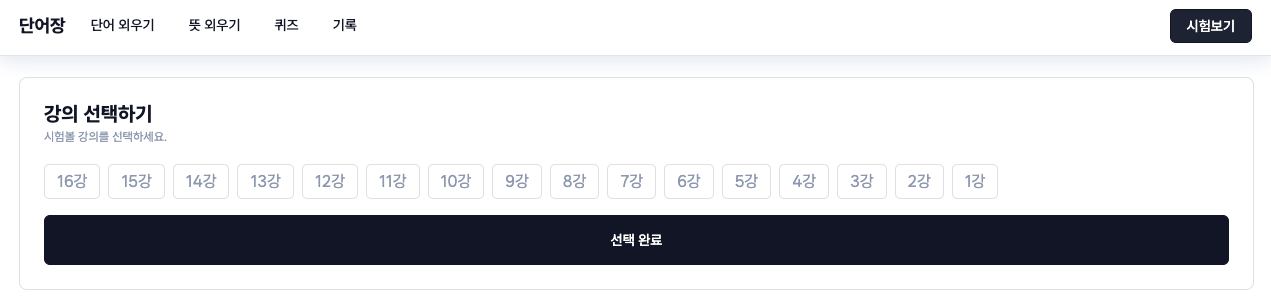 단어장 단어 외우기 뜻 외우기 퀴즈 기록 시험보기
강의 선택하기
시험볼 강의를 선택하세요.
16강 15강 14강 13강 12강 11강 10강 9강 8강 7강 6강 5강 4강 3강 2강 1강
선택 완료